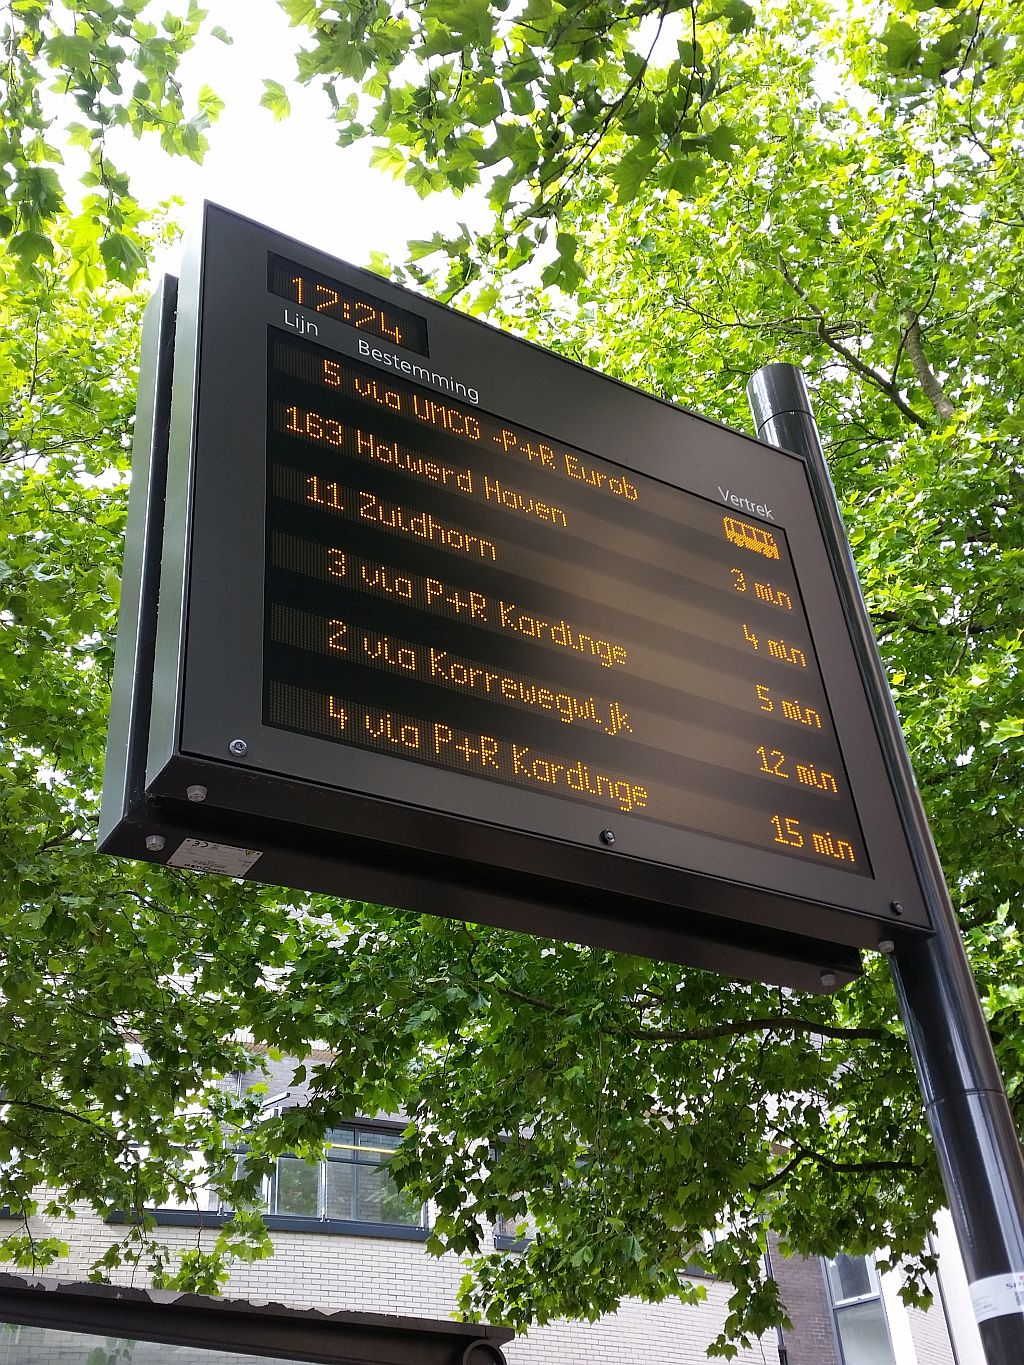 17:24
Lijn Bestemming Vertrek
5 via UMCG -P+R Eurob
163 Holwerd Haven 3 min
11 Zuidhorn 4 min
3 via P+R Kardinge 5 min
2 via Korrewegwijk 12 min
4 via P+R Kardinge 15 min